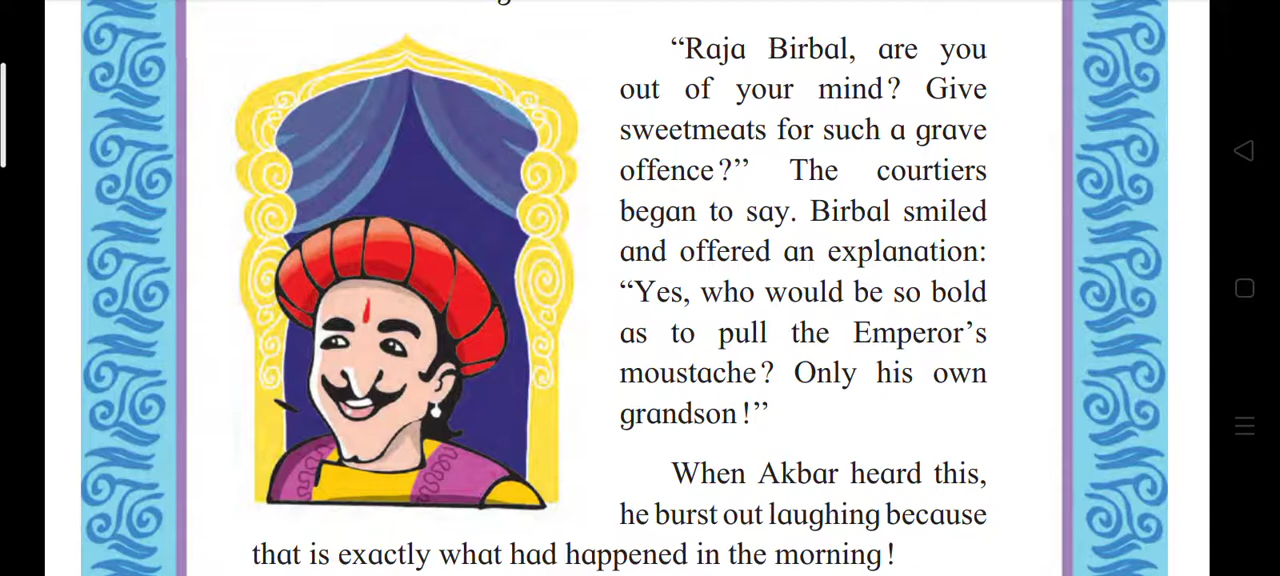 “Raja Birbal, are you
out of your mind? Give
sweetmeats for such a grave
offence?” The courtiers
began to say. Birbal smiled
and offered an explanation:
“Yes, who would be so bold
as to pull the Emperor’s
moustache? Only his own
grandson!”
When Akbar heard this,
he burst out laughing because
that is exactly what had happened in the morning!